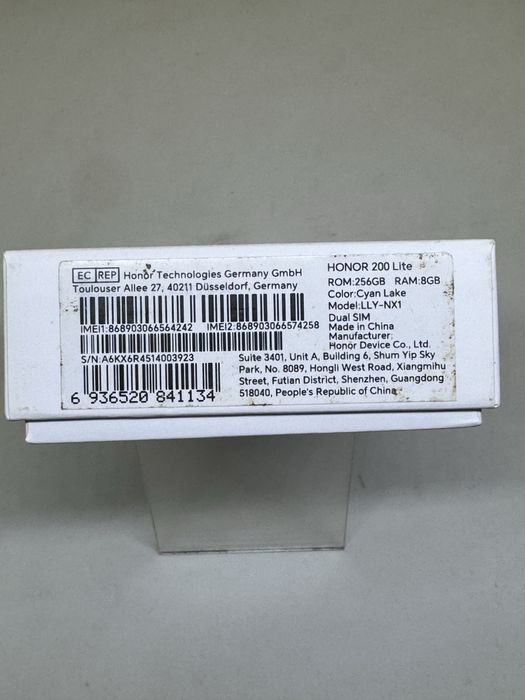 EC REP Honor Technologies Germany GmbH
Toulouser Allee 27, 40211 Düsseldorf, Germany
IMEI1:868903066564242 IMEI2:868903066574258
S/N:A6KX6R4514003923
6 936520 841134
HONOR 200 Lite
ROM:256GB RAM:8GB
Color:Cyan Lake
Model:LLY-NX1
Dual SIM
Made in China
Manufacturer:
Honor Device Co., Ltd.
Suite 3401, Unit A, Building 6, Shum Yip Sky
Park, No. 8089, Hongli West Road, Xiangmihu
Street, Futian District, Shenzhen, Guangdong
518040, People's Republic of China